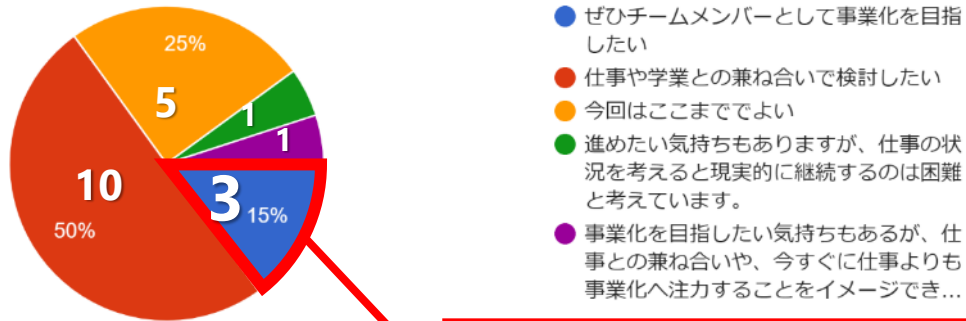 25%
5
1
1
10
50%
3
15%
ぜひチームメンバーとして事業化を目指
したい
仕事や学業との兼ね合いで検討したい
今回はここまででよい
進めたい気持ちもありますが、仕事の状
況を考えると現実的に継続するのは困難
と考えています。
事業化を目指したい気持ちもあるが、仕
事との兼ね合いや、今すぐに仕事よりも
事業化へ注力することをイメージでき...